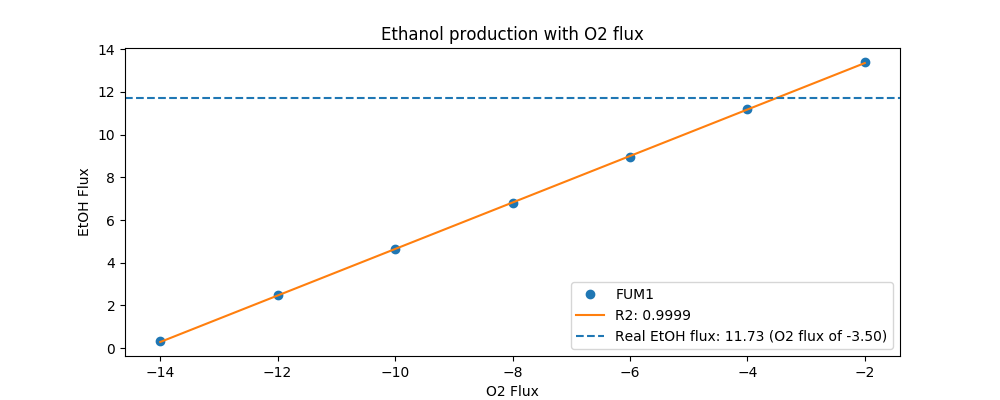 Ethanol production with O2 flux
EtOH Flux
14
12
10
8
6
4
2
0
FUM1
R2: 0.9999
Real EtOH flux: 11.73 (O2 flux of -3.50)
−14
−12
−10
−8
−6
−4
−2
O2 Flux